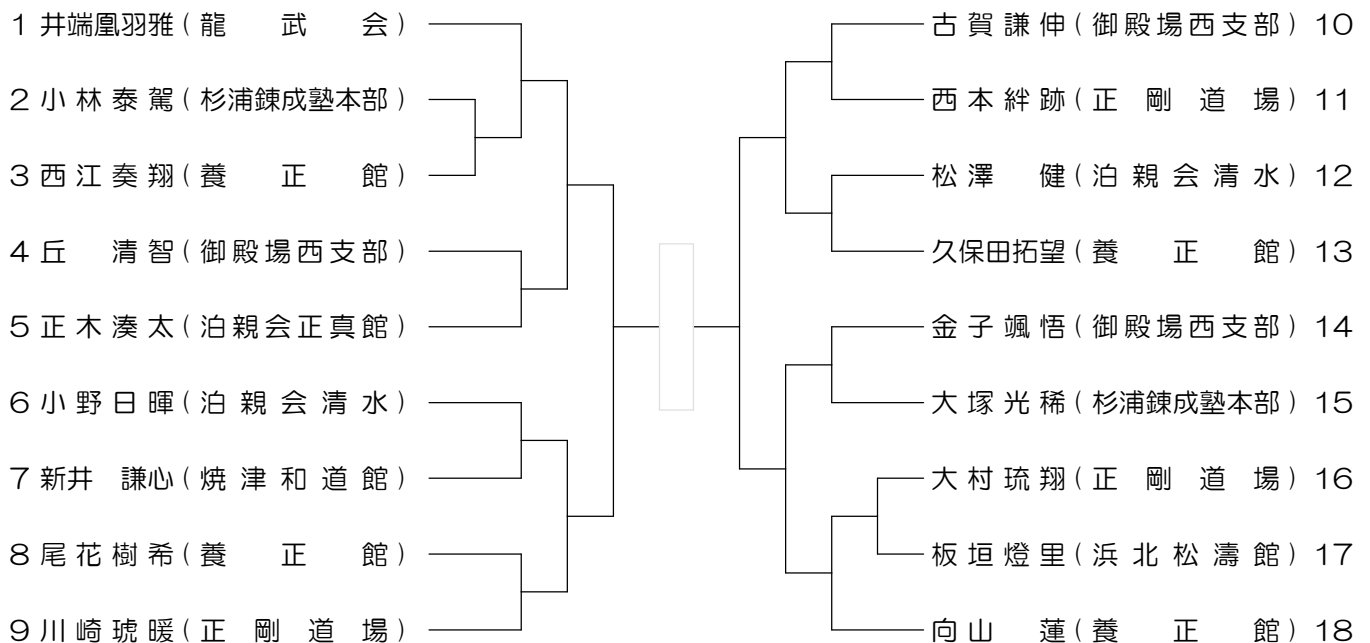 1 井端凰羽雅(龍武会)
2 小林泰駕(杉浦錬成塾本部)
3 西江奏翔(養正館)
4 丘 清智(御殿場西支部)
5 正木湊太(泊親会正真館)
6 小野日暉(泊親会清水)
7 新井 謙心(焼津和道館)
8 尾花樹希(養正館)
9 川崎琥暖(正剛道場)
古賀謙伸(御殿場西支部) 10
西本絆跡(正剛道場) 11
松澤 健(泊親会清水) 12
久保田拓望(養正館) 13
金子颯悟(御殿場西支部) 14
大塚光稀(杉浦錬成塾本部) 15
大村琉翔(正剛道場) 16
板垣燈里(浜北松濤館) 17
向山 蓮(養正館) 18